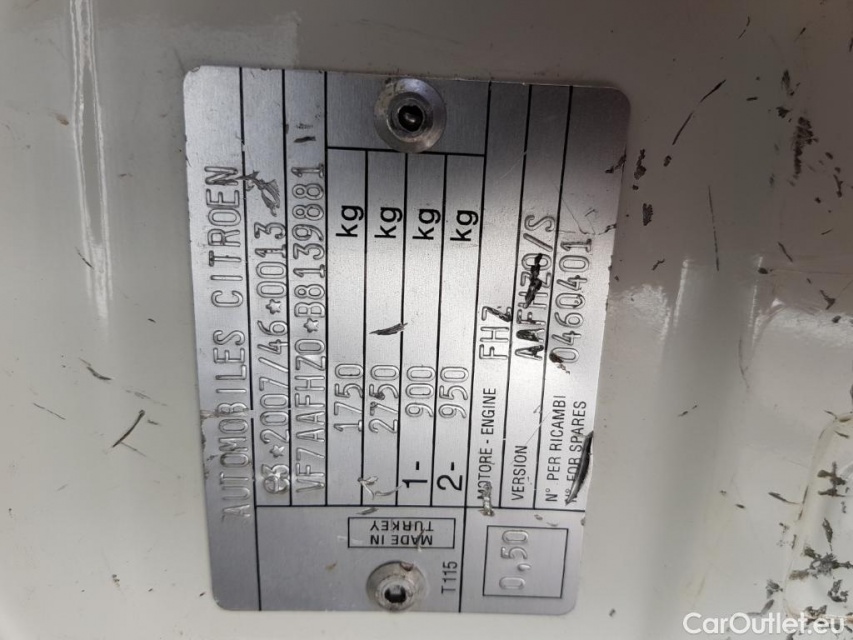 AUTOMOBILES CITROEN
e3*2007/46*0013
VF7AAFHZ0*B8139881
1750 kg
2750 kg
1- 900 kg
2- 950 kg
MOTORE - ENGINE FHZ
VERSION AAFHZ0/S
N° PER RICAMBI
N° FOR SPARES 0460401
MADE IN
TURKEY
T115
0,50
CarOutlet.eu